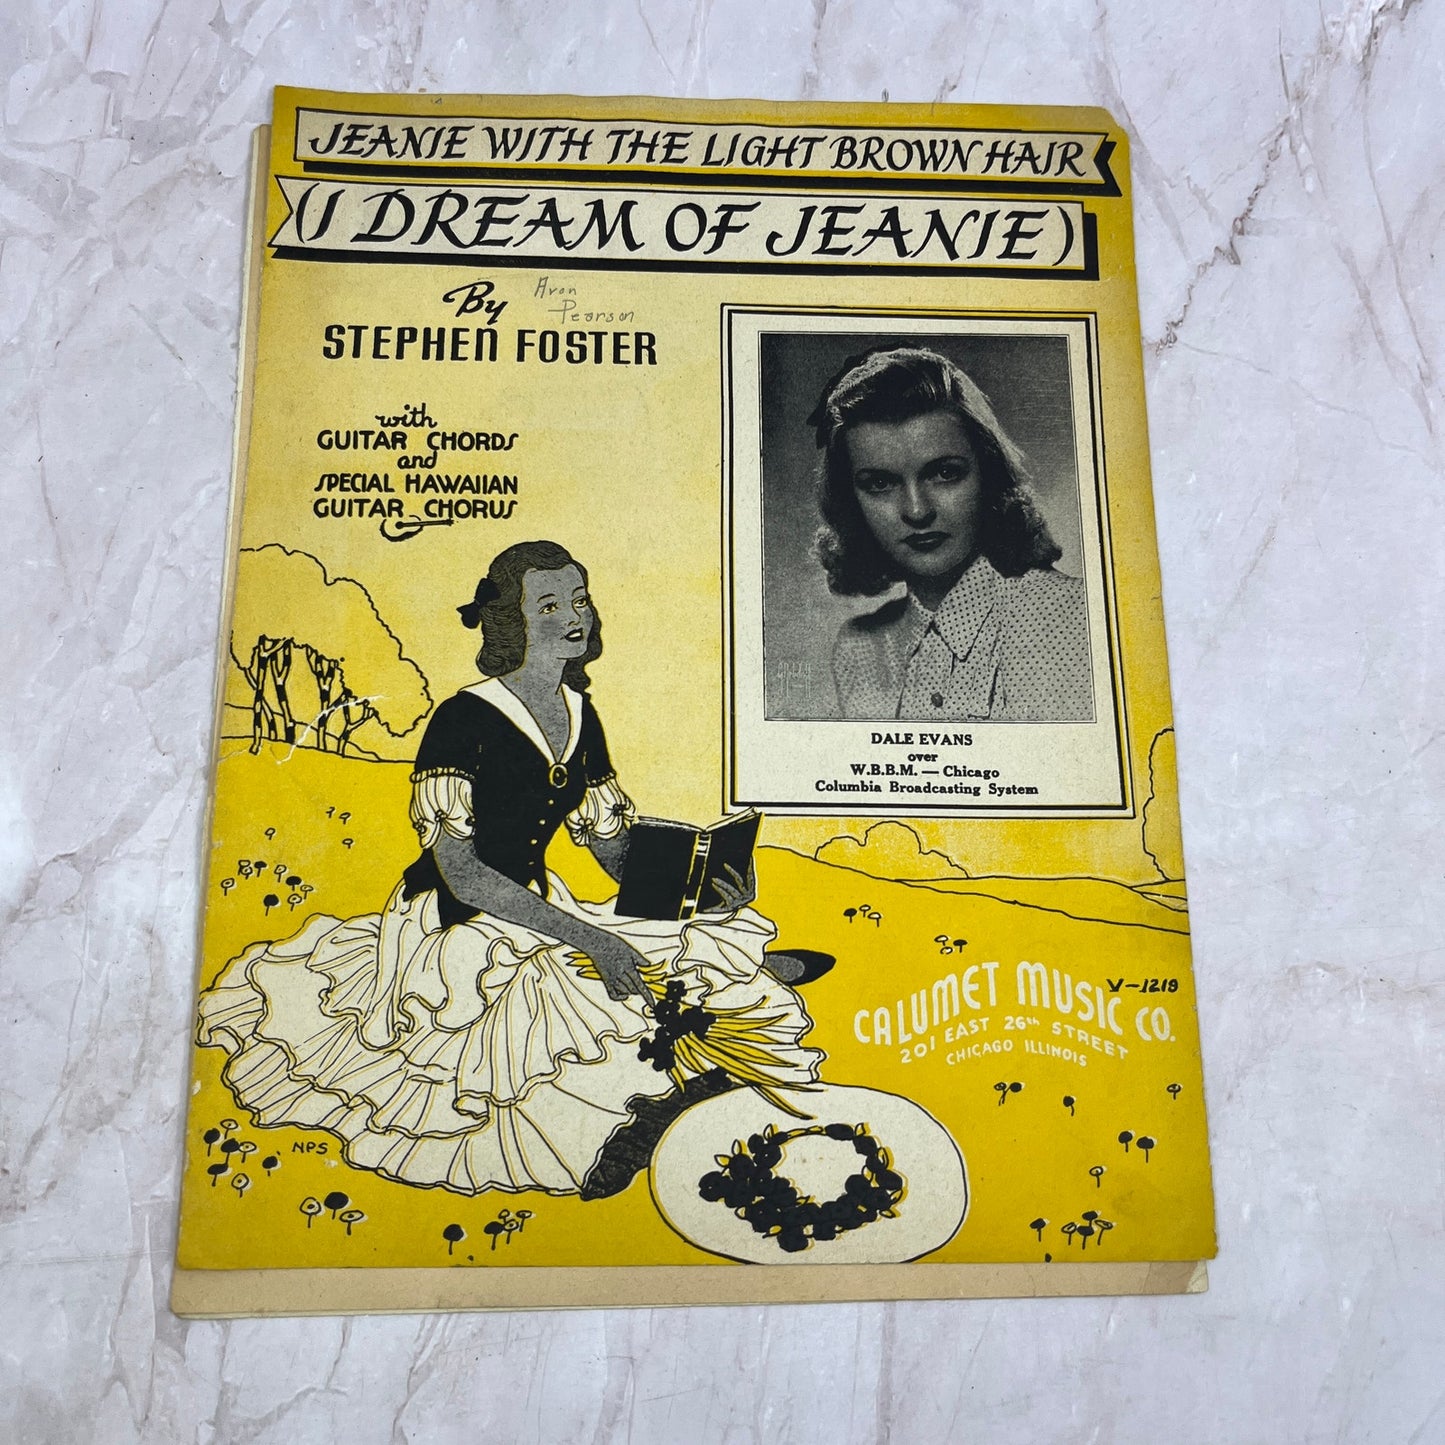 JEANIE WITH THE LIGHT BROWN HAIR
(I DREAM OF JEANIE)
By
Avon
Pearson
STEPHEN FOSTER
with
GUITAR CHORDS
and
SPECIAL HAWAIIAN
GUITAR CHORUS
DALE EVANS
over
W.B.B.M. — Chicago
Columbia Broadcasting System
V-1219
CALUMET MUSIC CO.
201 EAST 26th STREET
CHICAGO ILLINOIS
NPS